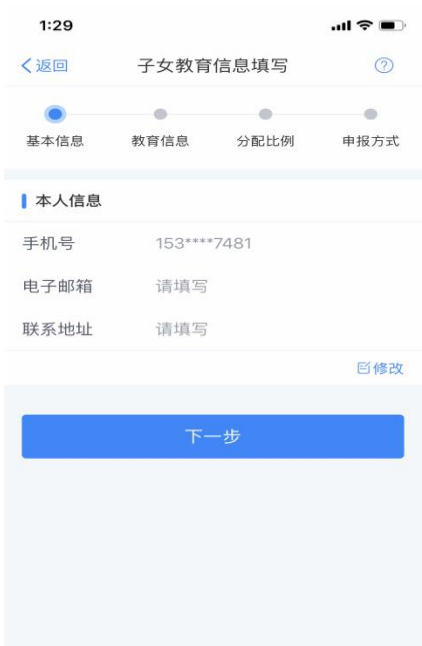 1:29
返回 子女教育信息填写 ?
基本信息 教育信息 分配比例 申报方式
本人信息
手机号 153****7481
电子邮箱 请填写
联系地址 请填写
修改
下一步